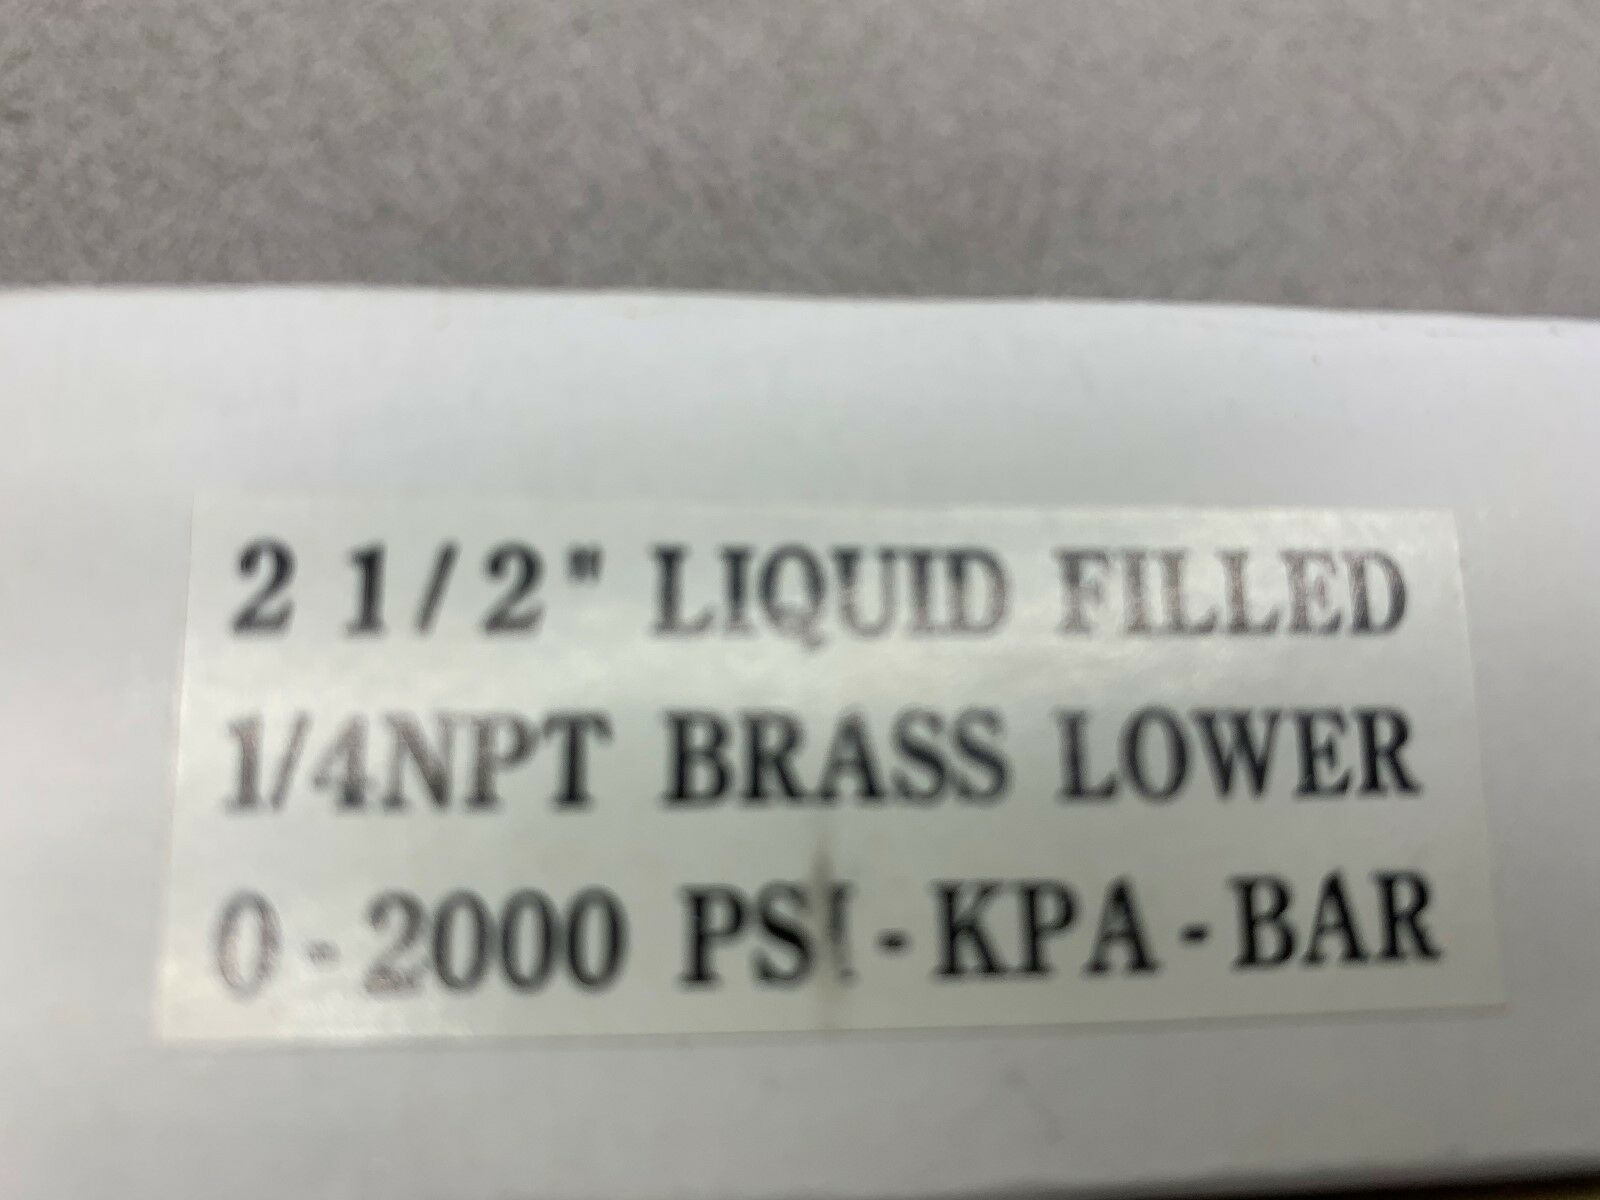 2 1/2" LIQUID FILLED
1/4NPT BRASS LOWER
0-2000 PSI-KPA-BAR